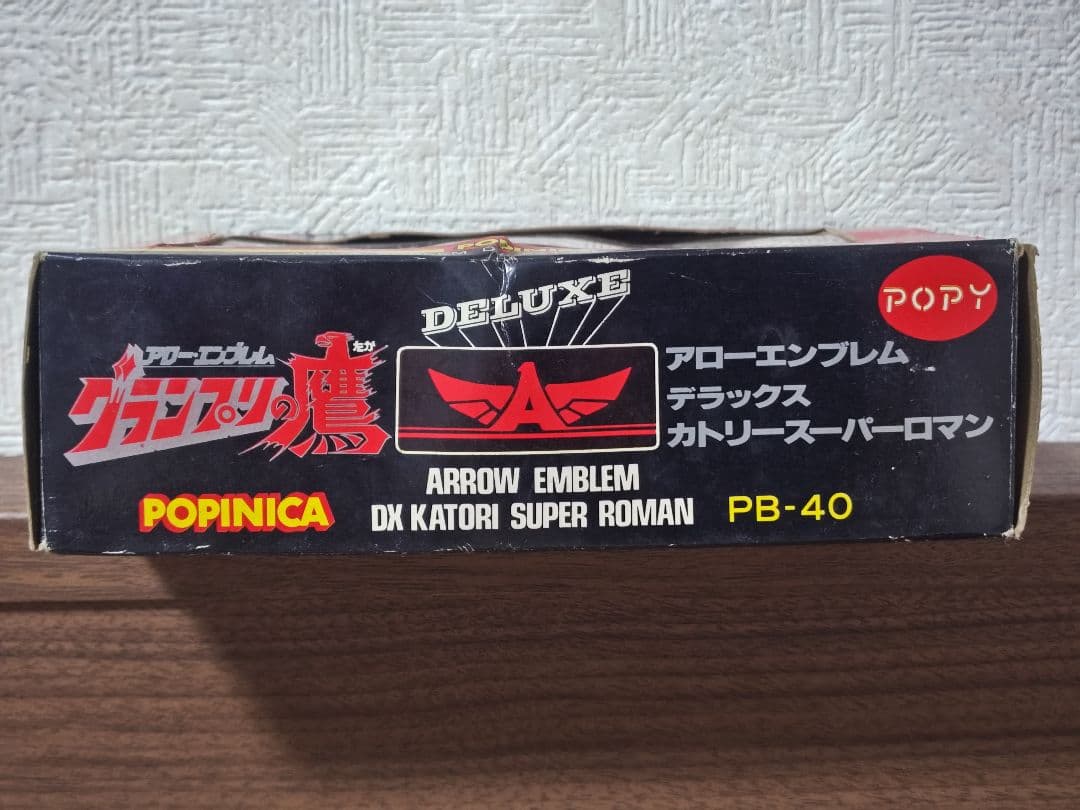 DELUXE
POPY
アローエンブレム
グランプリの鷹
たか
A
アローエンブレム
デラックス
カトリースーパーロマン
ARROW EMBLEM
DX KATORI SUPER ROMAN
POPINICA
PB-40